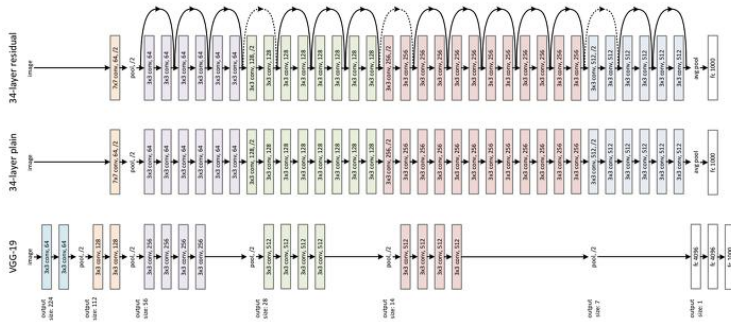 34-layer residual
image
7x7 conv, 64, /2
pool, /2
3x3 conv, 64
3x3 conv, 64
3x3 conv, 64
3x3 conv, 64
3x3 conv, 64
3x3 conv, 64
3x3 conv, 128, /2
3x3 conv, 128
3x3 conv, 128
3x3 conv, 128
3x3 conv, 128
3x3 conv, 128
3x3 conv, 128
3x3 conv, 128
3x3 conv, 256, /2
3x3 conv, 256
3x3 conv, 256
3x3 conv, 256
3x3 conv, 256
3x3 conv, 256
3x3 conv, 256
3x3 conv, 256
3x3 conv, 256
3x3 conv, 256
3x3 conv, 256
3x3 conv, 256
3x3 conv, 512, /2
3x3 conv, 512
3x3 conv, 512
3x3 conv, 512
3x3 conv, 512
3x3 conv, 512
avg pool
fc 1000
34-layer plain
image
7x7 conv, 64, /2
pool, /2
3x3 conv, 64
3x3 conv, 64
3x3 conv, 64
3x3 conv, 64
3x3 conv, 64
3x3 conv, 64
3x3 conv, 128, /2
3x3 conv, 128
3x3 conv, 128
3x3 conv, 128
3x3 conv, 128
3x3 conv, 128
3x3 conv, 128
3x3 conv, 128
3x3 conv, 256, /2
3x3 conv, 256
3x3 conv, 256
3x3 conv, 256
3x3 conv, 256
3x3 conv, 256
3x3 conv, 256
3x3 conv, 256
3x3 conv, 256
3x3 conv, 256
3x3 conv, 256
3x3 conv, 256
3x3 conv, 512, /2
3x3 conv, 512
3x3 conv, 512
3x3 conv, 512
3x3 conv, 512
3x3 conv, 512
avg pool
fc 1000
VGG-19
image
3x3 conv, 64
3x3 conv, 64
pool, /2
3x3 conv, 128
3x3 conv, 128
pool, /2
3x3 conv, 256
3x3 conv, 256
3x3 conv, 256
3x3 conv, 256
pool, /2
3x3 conv, 512
3x3 conv, 512
3x3 conv, 512
3x3 conv, 512
pool, /2
3x3 conv, 512
3x3 conv, 512
3x3 conv, 512
3x3 conv, 512
pool, /2
fc 4096
fc 4096
fc 1000
output
size: 224
output
size: 112
output
size: 56
output
size: 28
output
size: 14
output
size: 7
output
size: 1